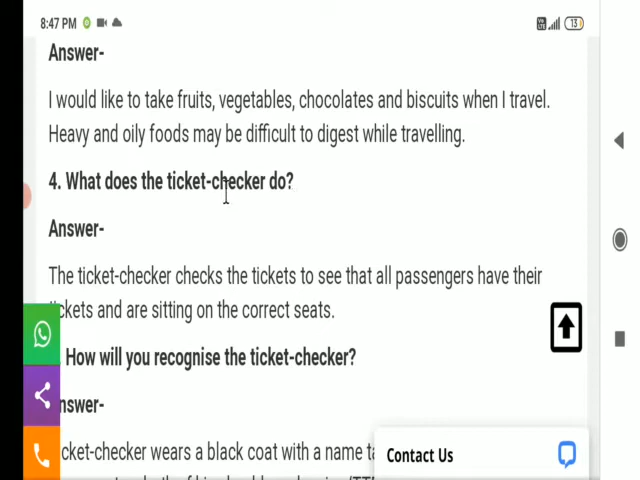 8:47 PM
13
Answer-
I would like to take fruits, vegetables, chocolates and biscuits when I travel.
Heavy and oily foods may be difficult to digest while travelling.
4. What does the ticket-checker do?
Answer-
The ticket-checker checks the tickets to see that all passengers have their
tickets and are sitting on the correct seats.
. How will you recognise the ticket-checker?
nswer-
cket-checker wears a black coat with a name ta
Contact Us